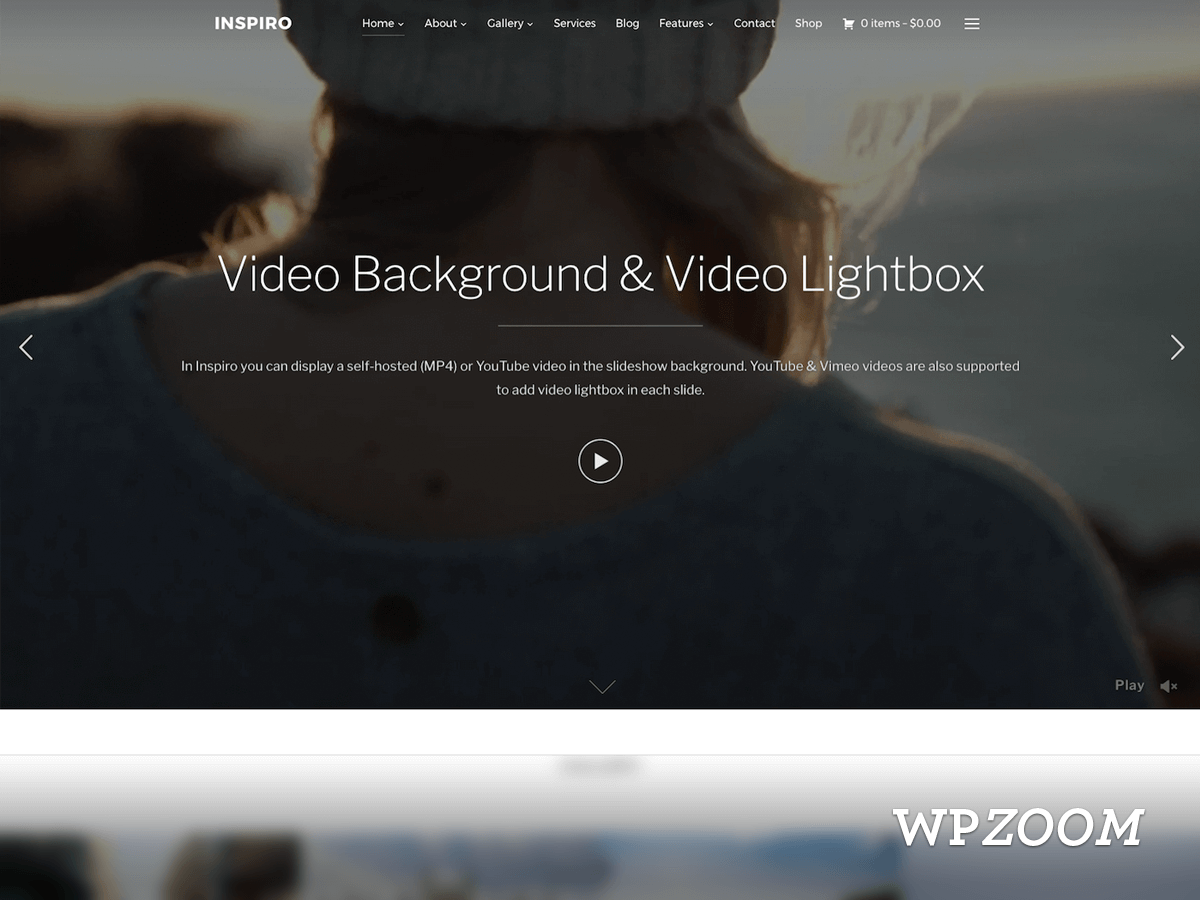 INSPIRO
Home About Gallery Services Blog Features Contact Shop 0 items – $0.00
Video Background & Video Lightbox
In Inspiro you can display a self-hosted (MP4) or YouTube video in the slideshow background. YouTube & Vimeo videos are also supported
to add video lightbox in each slide.
Play
WPZOOM